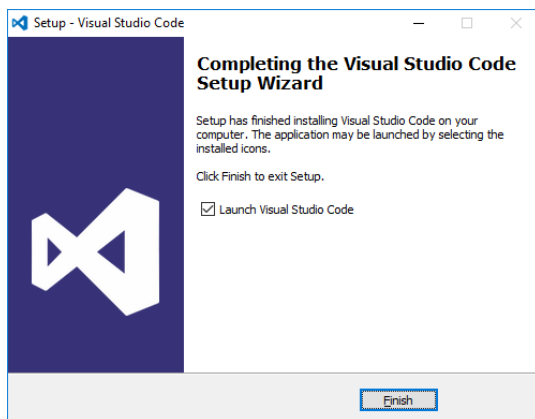 Setup - Visual Studio Code
Completing the Visual Studio Code
Setup Wizard
Setup has finished installing Visual Studio Code on your
computer. The application may be launched by selecting the
installed icons.
Click Finish to exit Setup.
Launch Visual Studio Code
Finish